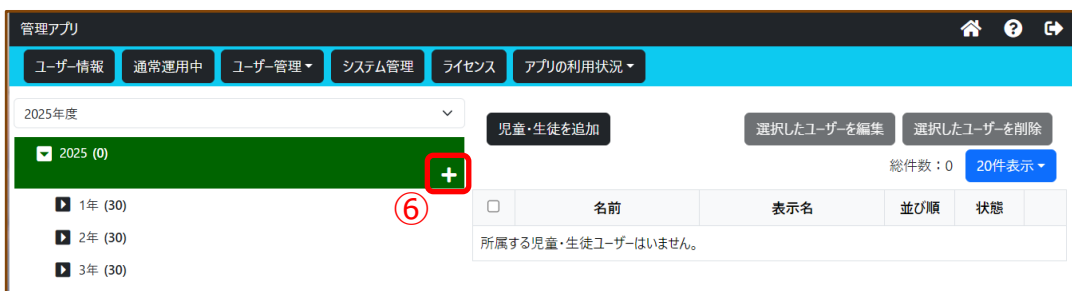 管理アプリ
ユーザー情報 通常運用中 ユーザー管理 システム管理 ライセンス アプリの利用状況
2025年度
児童・生徒を追加 選択したユーザーを編集 選択したユーザーを削除
2025 (0)
総件数:0 20件表示
⑥
1年 (30)
2年 (30)
3年 (30)
名前 表示名 並び順 状態
所属する児童・生徒ユーザーはいません。